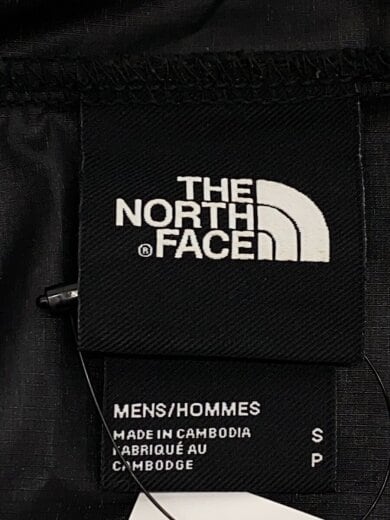 THE
NORTH
® FACE
MENS/HOMMES
MADE IN CAMBODIA S
FABRIQUÉ AU P
CAMBODGE